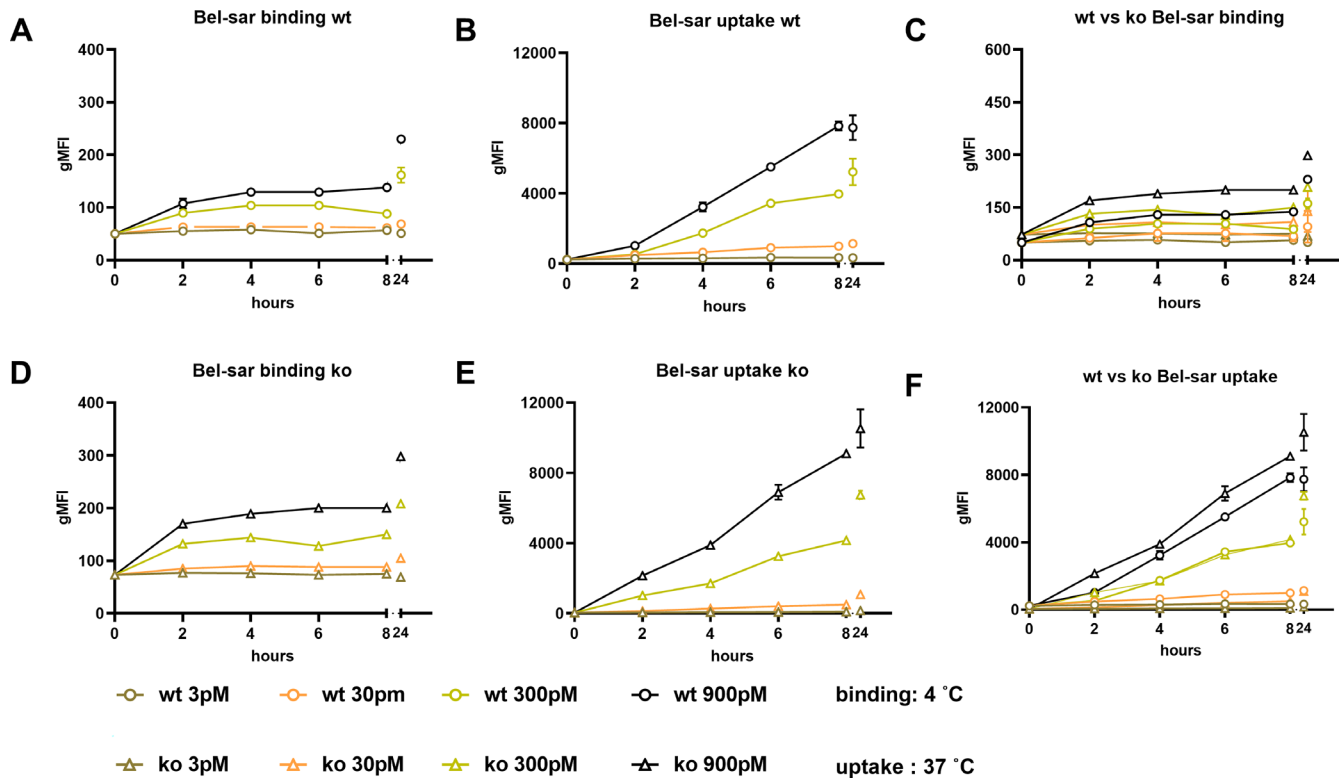 A
Bel-sar binding wt
400
300
200
100
0
gMFI
0 2 4 6 8 24
hours
B
Bel-sar uptake wt
12000
8000
4000
0
gMFI
0 2 4 6 8 24
hours
C
wt vs ko Bel-sar binding
600
450
300
150
0
gMFI
0 2 4 6 8 24
hours
D
Bel-sar binding ko
400
300
200
100
0
gMFI
0 2 4 6 8 24
hours
E
Bel-sar uptake ko
12000
8000
4000
0
gMFI
0 2 4 6 8 24
hours
F
wt vs ko Bel-sar uptake
12000
8000
4000
0
gMFI
0 2 4 6 8 24
hours
wt 3pM wt 30pm wt 300pM wt 900pM binding: 4 ˚C
ko 3pM ko 30pM ko 300pM ko 900pM uptake : 37 ˚C